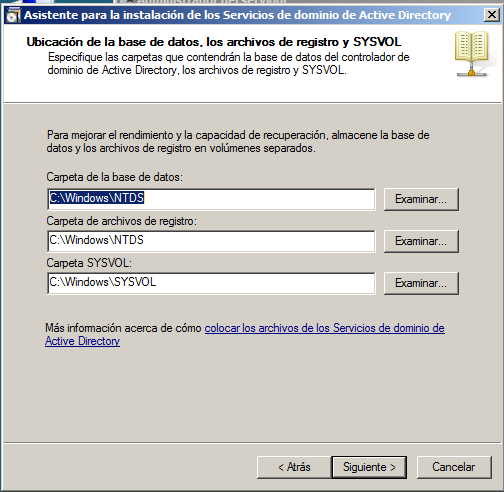 Administrador del servidor
Asistente para la instalación de los Servicios de dominio de Active Directory
Ubicación de la base de datos, los archivos de registro y SYSVOL
Especifique las carpetas que contendrán la base de datos del controlador de
dominio de Active Directory, los archivos de registro y SYSVOL.
Para mejorar el rendimiento y la capacidad de recuperación, almacene la base de
datos y los archivos de registro en volúmenes separados.
Carpeta de la base de datos:
C:\Windows\NTDS
Examinar...
Carpeta de archivos de registro:
C:\Windows\NTDS
Examinar...
Carpeta SYSVOL:
C:\Windows\SYSVOL
Examinar...
Más información acerca de cómo colocar los archivos de los Servicios de dominio de
Active Directory
< Atrás
Siguiente >
Cancelar